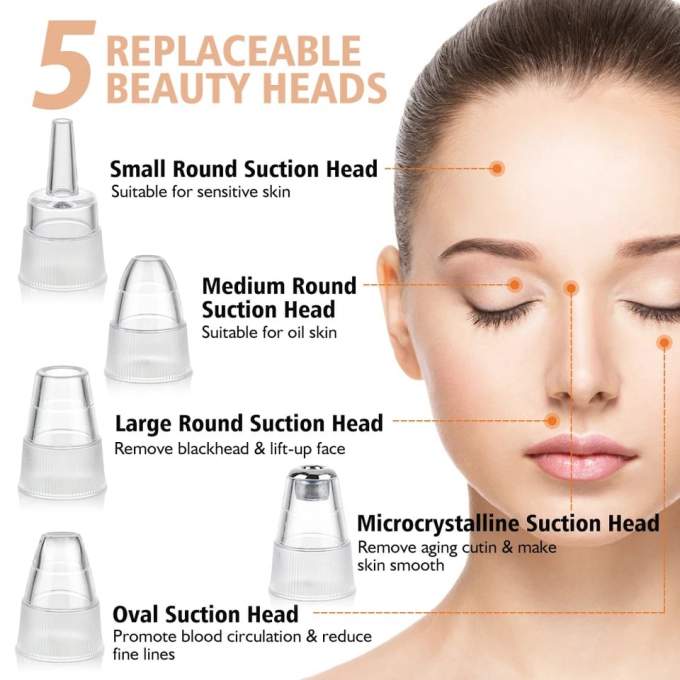 5 REPLACEABLE
BEAUTY HEADS
Small Round Suction Head
Suitable for sensitive skin
Medium Round
Suction Head
Suitable for oil skin
Large Round Suction Head
Remove blackhead & lift-up face
Microcrystalline Suction Head
Remove aging cutin & make
skin smooth
Oval Suction Head
Promote blood circulation & reduce
fine lines